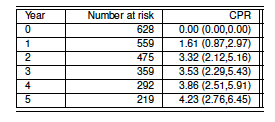 Year Number at risk CPR
0 628 0.00 (0.00,0.00)
1 559 1.61 (0.87,2.97)
2 475 3.32 (2.12,5.16)
3 359 3.53 (2.29,5.43)
4 292 3.86 (2.51,5.91)
5 219 4.23 (2.76,6.45)